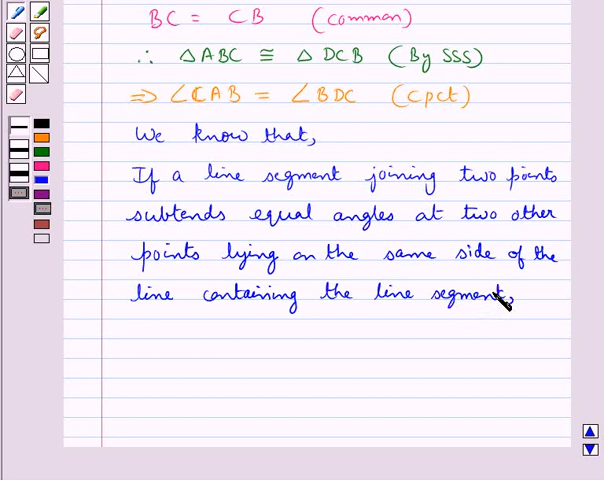 BC = CB (Common)
∴ △ABC ≅ △DCB (By SSS)
⇒ ∠CAB = ∠BDC (Cpct)
We know that,
If a line segment joining two points
subtends equal angles at two other
points lying on the same side of the
line containing the line segment,